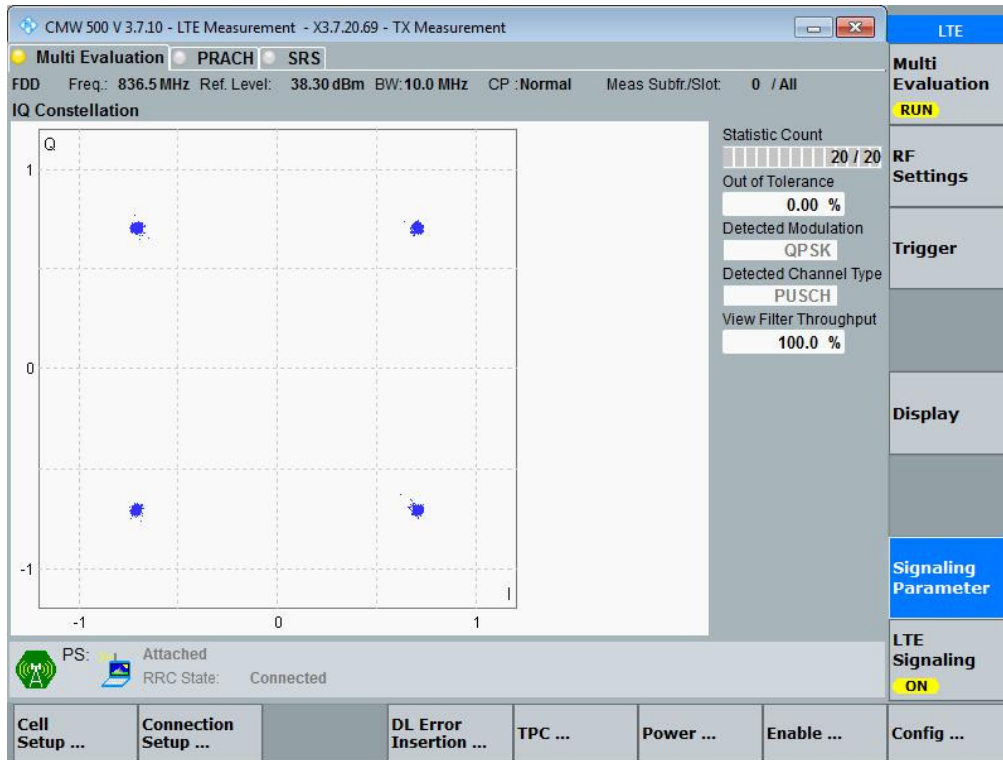 CMW 500 V 3.7.10 - LTE Measurement - X3.7.20.69 - TX Measurement
LTE
Multi Evaluation PRACH SRS
FDD Freq.: 836.5 MHz Ref. Level: 38.30 dBm BW: 10.0 MHz CP : Normal Meas Subfr./Slot: 0 / All
IQ Constellation
Q
1
0
-1
I
-1 0 1
Statistic Count
20 / 20
Out of Tolerance
0.00 %
Detected Modulation
QPSK
Detected Channel Type
PUSCH
View Filter Throughput
100.0 %
Multi
Evaluation
RUN
RF
Settings
Trigger
Display
Signaling
Parameter
LTE
Signaling
ON
PS: Attached
RRC State: Connected
Cell
Setup ...
Connection
Setup ...
DL Error
Insertion ...
TPC ...
Power ...
Enable ...
Config ...